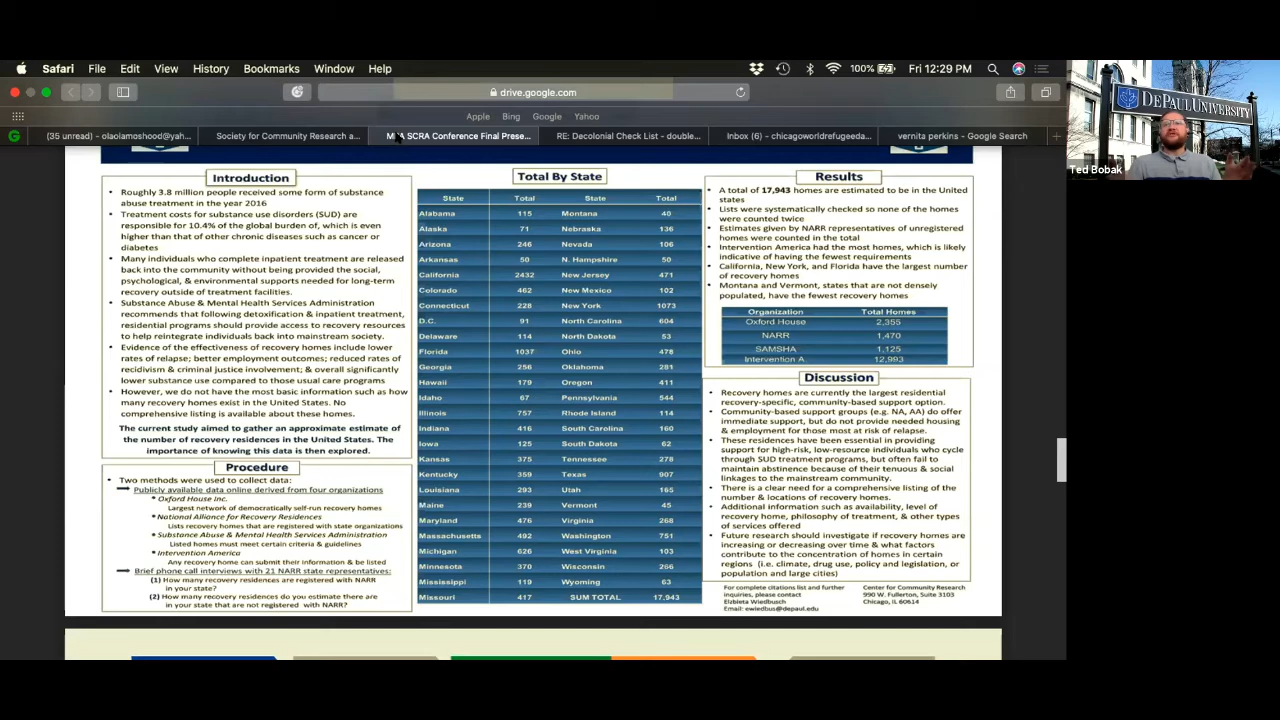 Safari File Edit View History Bookmarks Window Help
100%
Fri 12:29 PM
drive.google.com
Apple Bing Google Yahoo
(35 unread) - olaolamoshood@yah...
Society for Community Research a...
SCRA Conference Final Prese...
RE: Decolonial Check List - double...
Inbox (6) - chicagoworldrefugeeda...
vernita perkins - Google Search
DEPAUL UNIVERSITY
Ted Bobak
Introduction
• Roughly 3.8 million people received some form of substance
abuse treatment in the year 2016
• Treatment costs for substance use disorders (SUD) are
responsible for 10.4% of the global burden of, which is even
higher than that of other chronic diseases such as cancer or
diabetes
• Many individuals who complete inpatient treatment are released
back into the community without being provided the social,
psychological, & environmental supports needed for long-term
recovery outside of treatment facilities.
• Substance Abuse & Mental Health Services Administration
recommends that following detoxification & inpatient treatment,
residential programs should provide access to recovery resources
to help reintegrate individuals back into mainstream society.
• Evidence of the effectiveness of recovery homes include lower
rates of relapse; better employment outcomes; reduced rates of
recidivism & criminal justice involvement; & overall significantly
lower substance use compared to those usual care programs
• However, we do not have the most basic information such as how
many recovery homes exist in the United States. No
comprehensive listing is available about these homes.
The current study aimed to gather an approximate estimate of
the number of recovery residences in the United States. The
importance of knowing this data is then explored.
Procedure
• Two methods were used to collect data:
Publicly available data online derived from four organizations
* Oxford House Inc.
Largest network of democratically self-run recovery homes
* National Alliance for Recovery Residences
Lists recovery homes that are registered with state organizations
* Substance Abuse & Mental Health Services Administration
Listed homes must meet certain criteria & guidelines
* Intervention America
Any recovery home can submit their information & be listed
Brief phone call interviews with 21 NARR state representatives:
(1) How many recovery residences are registered with NARR
in your state?
(2) How many recovery residences do you estimate there are
in your state that are not registered with NARR?
Total By State
State Total State Total
Alabama 115 Montana 40
Alaska 71 Nebraska 136
Arizona 246 Nevada 106
Arkansas 50 N. Hampshire 50
California 2432 New Jersey 471
Colorado 462 New Mexico 102
Connecticut 228 New York 1073
D.C. 91 North Carolina 604
Delaware 114 North Dakota 53
Florida 1037 Ohio 478
Georgia 256 Oklahoma 281
Hawaii 179 Oregon 411
Idaho 67 Pennsylvania 544
Illinois 757 Rhode Island 114
Indiana 416 South Carolina 160
Iowa 125 South Dakota 62
Kansas 375 Tennessee 278
Kentucky 359 Texas 907
Louisiana 293 Utah 165
Maine 239 Vermont 45
Maryland 476 Virginia 268
Massachusetts 492 Washington 751
Michigan 626 West Virginia 103
Minnesota 370 Wisconsin 266
Mississippi 119 Wyoming 63
Missouri 417 SUM TOTAL 17,943
Results
• A total of 17,943 homes are estimated to be in the United
states
• Lists were systematically checked so none of the homes
were counted twice
• Estimates given by NARR representatives of unregistered
homes were counted in the total
• Intervention America had the most homes, which is likely
indicative of having the fewest requirements
• California, New York, and Florida have the largest number
of recovery homes
• Montana and Vermont, states that are not densely
populated, have the fewest recovery homes
Organization Total Homes
Oxford House 2,355
NARR 1,470
SAMSHA 1,125
Intervention A. 12,993
Discussion
• Recovery homes are currently the largest residential
recovery-specific, community-based support option.
• Community-based support groups (e.g. NA, AA) do offer
immediate support, but do not provide needed housing
& employment for those most at risk of relapse.
• These residences have been essential in providing
support for high-risk, low-resource individuals who cycle
through SUD treatment programs, but often fail to
maintain abstinence because of their tenuous & social
linkages to the mainstream community.
• There is a clear need for a comprehensive listing of the
number & locations of recovery homes.
• Additional information such as availability, level of
recovery home, philosophy of treatment, & other types
of services offered
• Future research should investigate if recovery homes are
increasing or decreasing over time & what factors
contribute to the concentration of homes in certain
regions (i.e. climate, drug use, policy and legislation, or
population and large cities)
For complete citations list and further
inquiries, please contact
Elzbieta Wiedbusch
Email: ewiedbus@depaul.edu
Center for Community Research
990 W. Fullerton, Suite 3103
Chicago, IL 60614